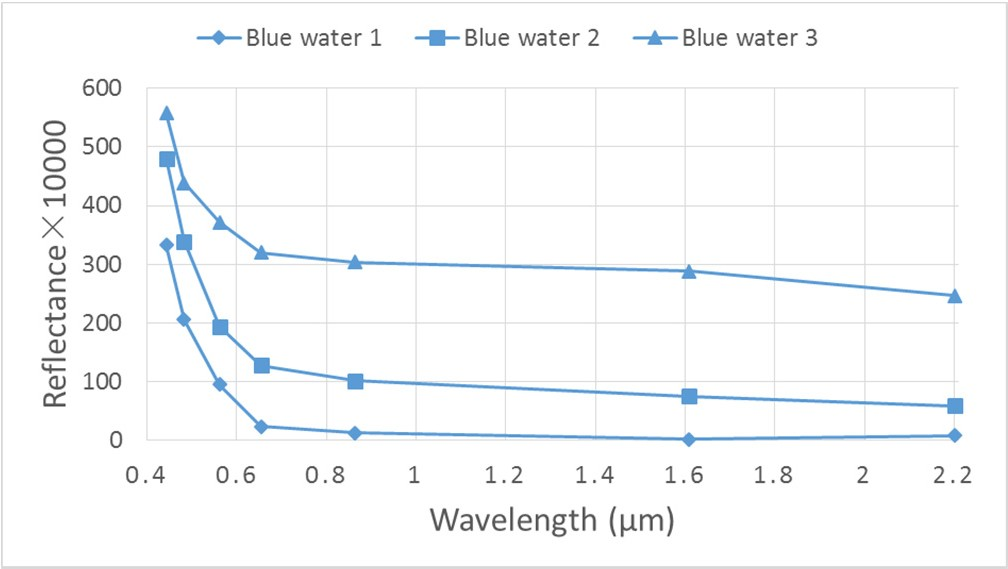 Blue water 1 Blue water 2 Blue water 3
600
500
400
300
200
100
0
Reflectance×10000
0.4 0.6 0.8 1 1.2 1.4 1.6 1.8 2 2.2
Wavelength (μm)